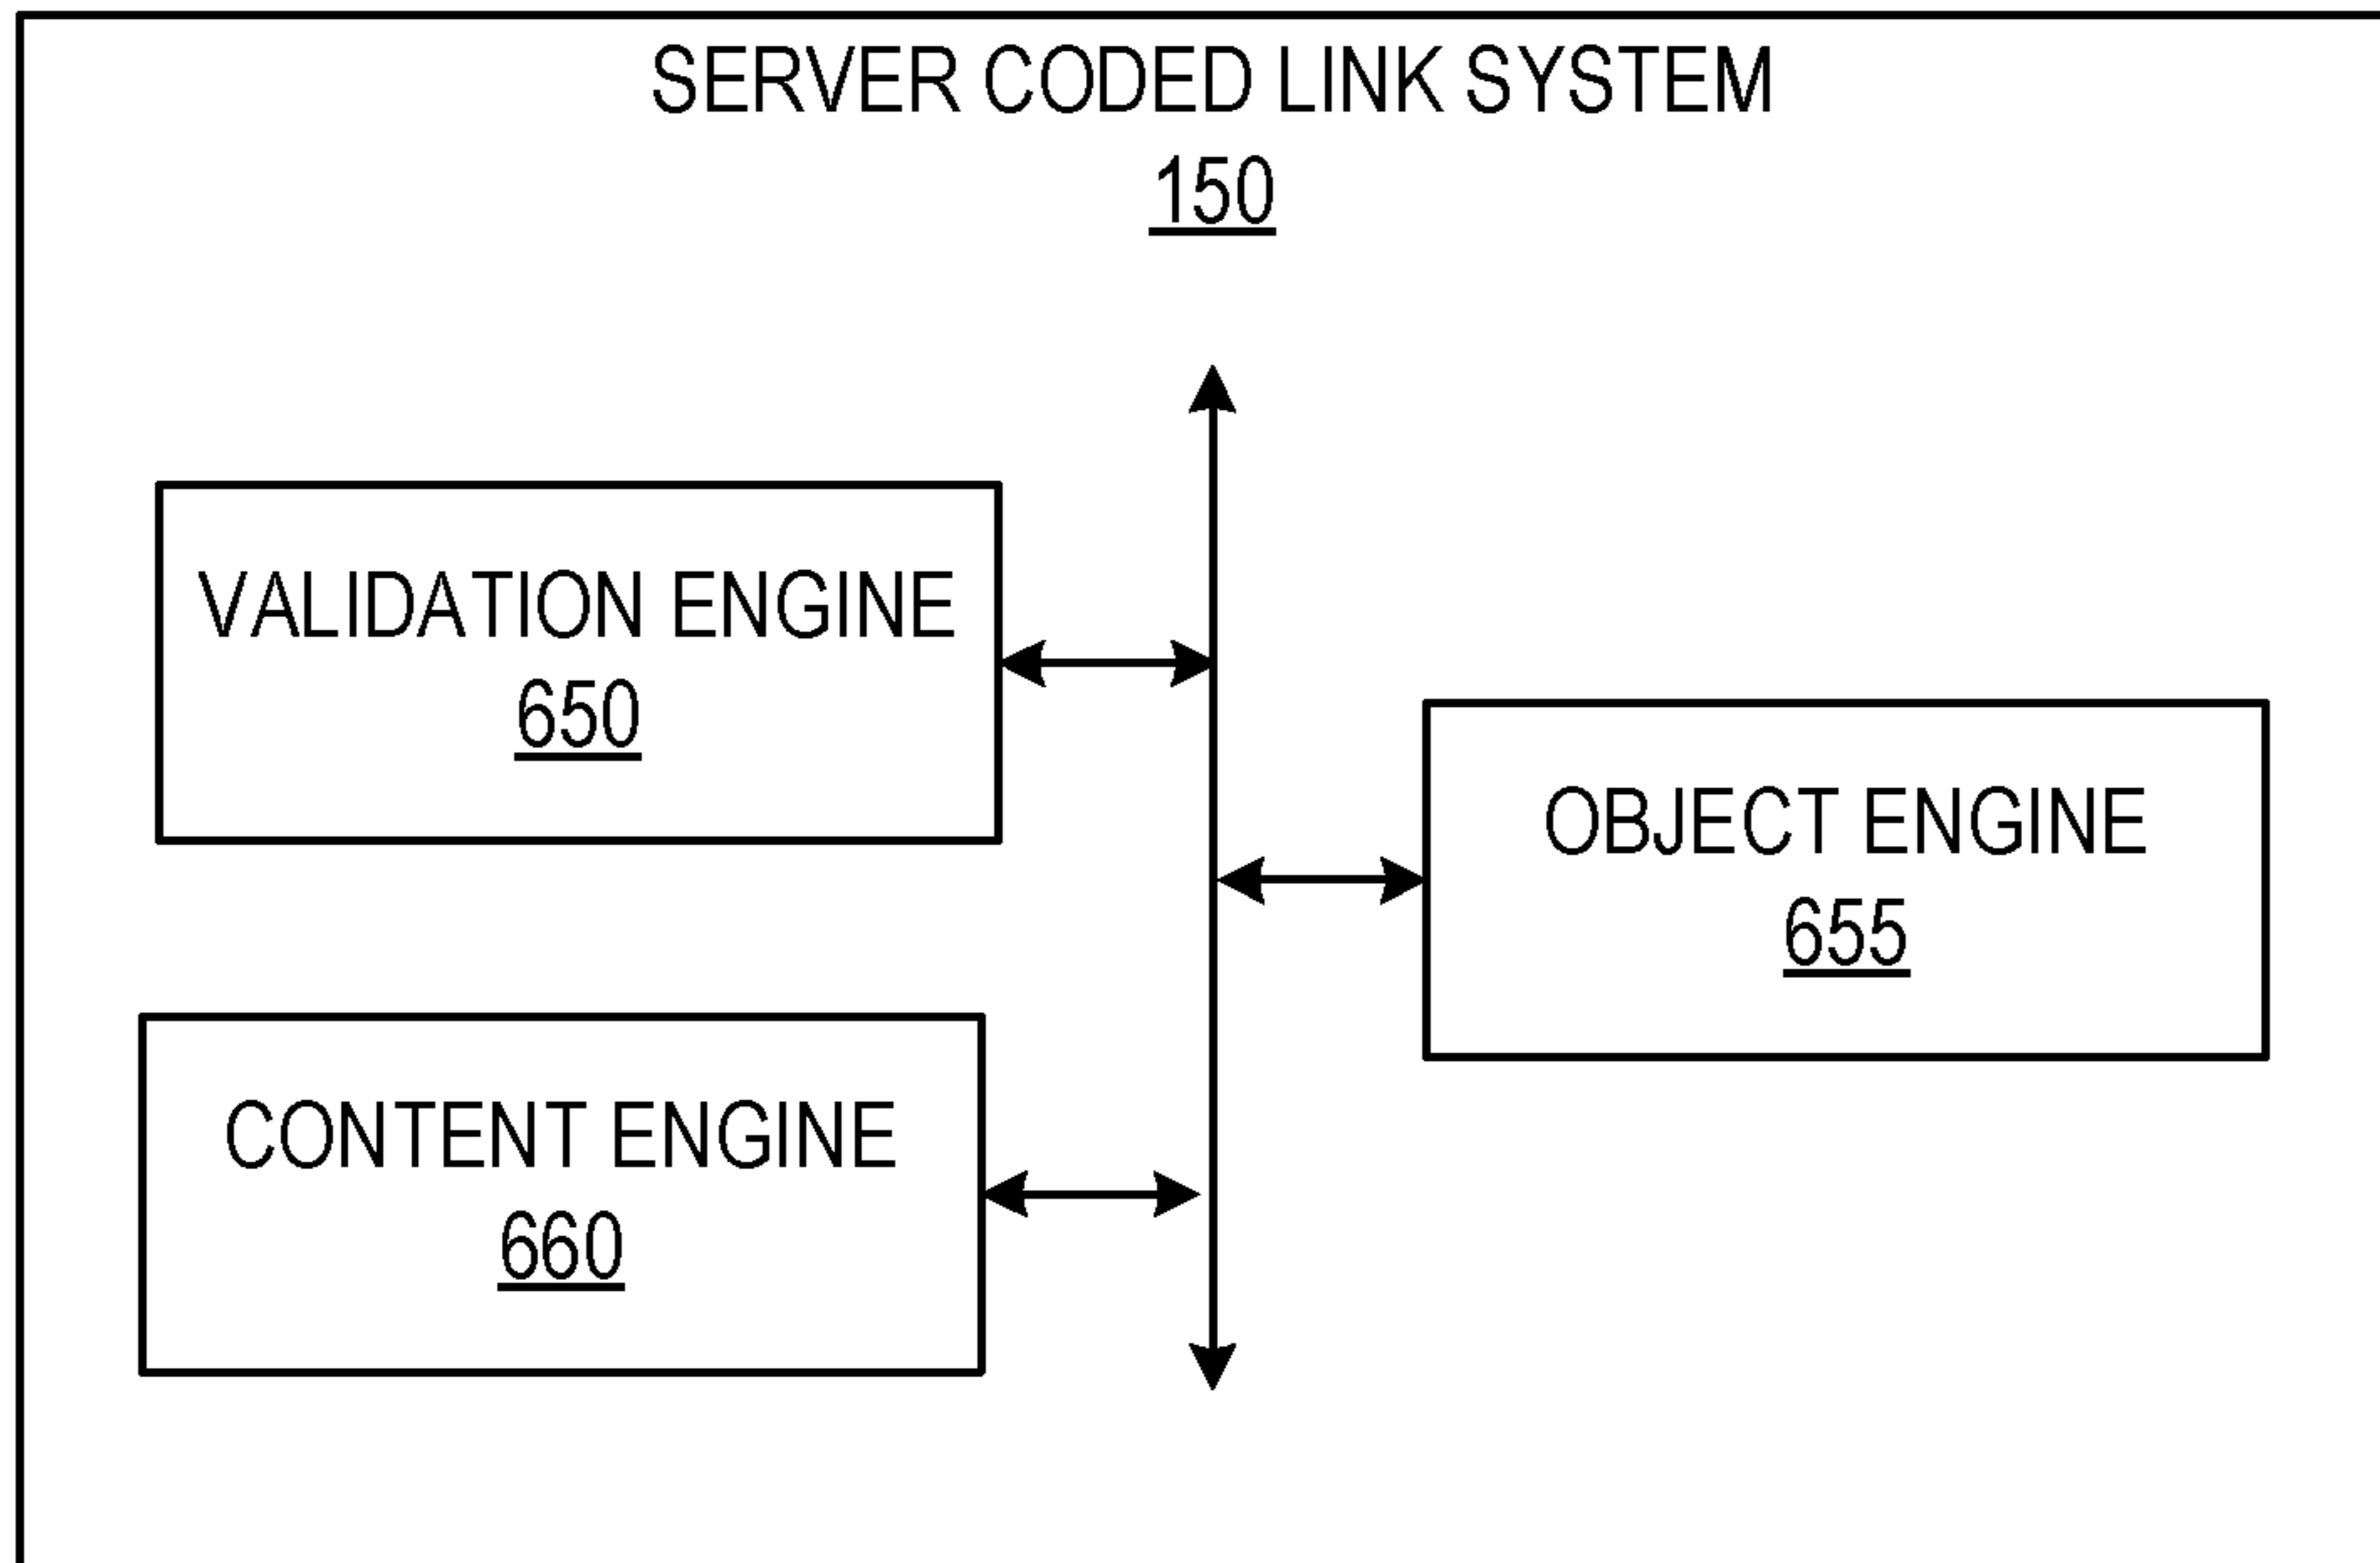 SERVER CODED LINK SYSTEM
150
VALIDATION ENGINE
650
OBJECT ENGINE
655
CONTENT ENGINE
660